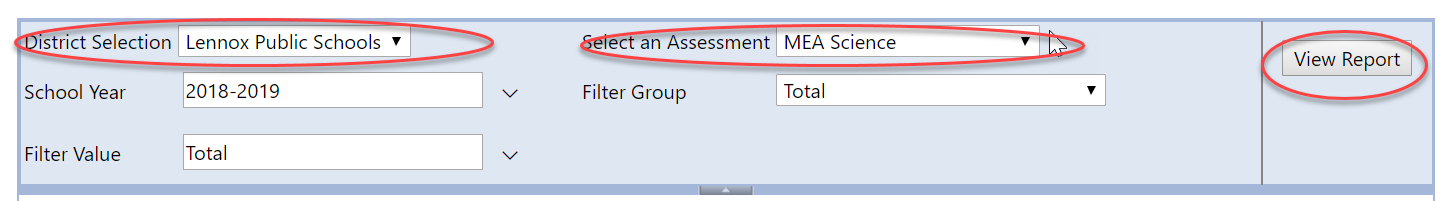 District Selection Lennox Public Schools Select an Assessment MEA Science View Report
School Year 2018-2019 Filter Group Total
Filter Value Total